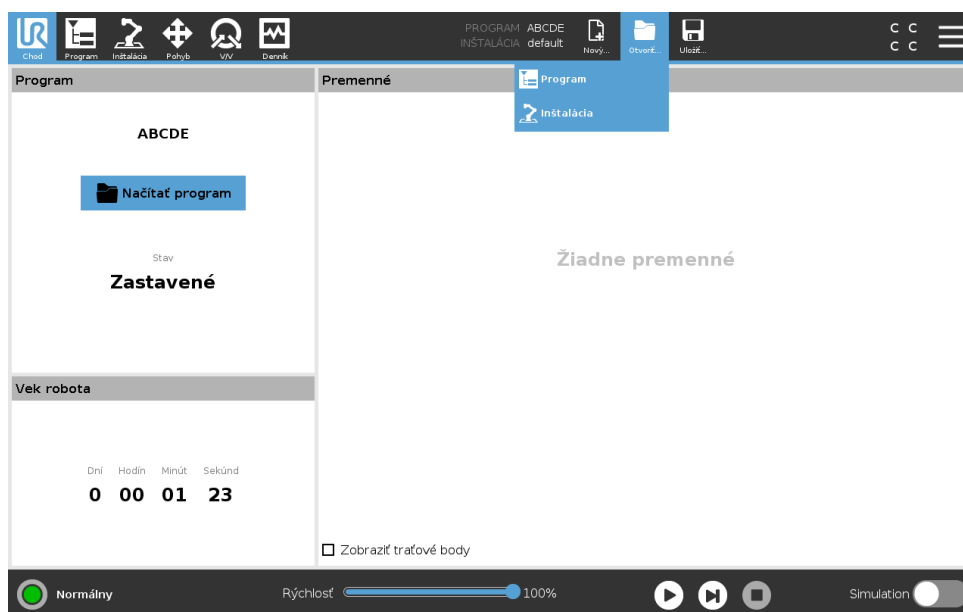 UR
Chod
Program
Inštalácia
Pohyb
V/V
Denník
PROGRAM ABCDE
INŠTALÁCIA default
Nový...
Otvoriť...
Uložiť...
C C
C C
Program
Inštalácia
Program
ABCDE
Načítať program
Stav
Zastavené
Premenné
Žiadne premenné
Vek robota
Dní Hodín Minút Sekúnd
0 00 01 23
Zobraziť traťové body
Normálny
Rýchlosť 100%
Simulation